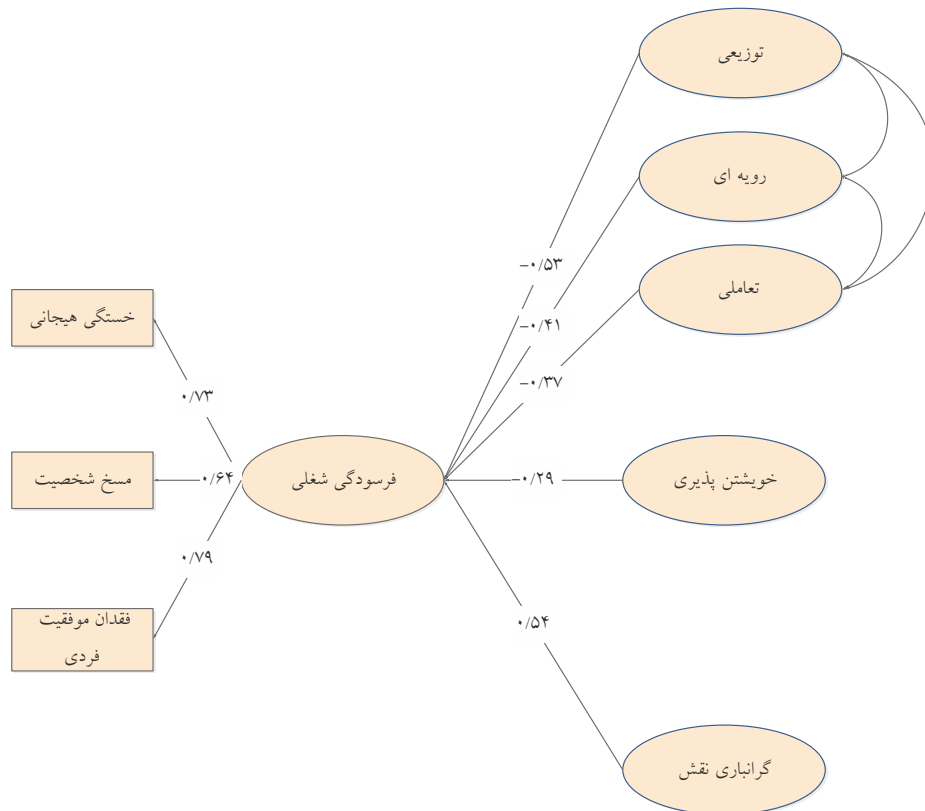 توزیعی
رویه ای
تعاملی
-۰/۵۳
-۰/۴۱
-۰/۳۷
خستگی هیجانی
۰/۷۳
مسخ شخصیت
۰/۶۴
فرسودگی شغلی
-۰/۲۹
خویشتن پذیری
۰/۷۹
فقدان موفقیت
فردی
۰/۵۴
گرانباری نقش